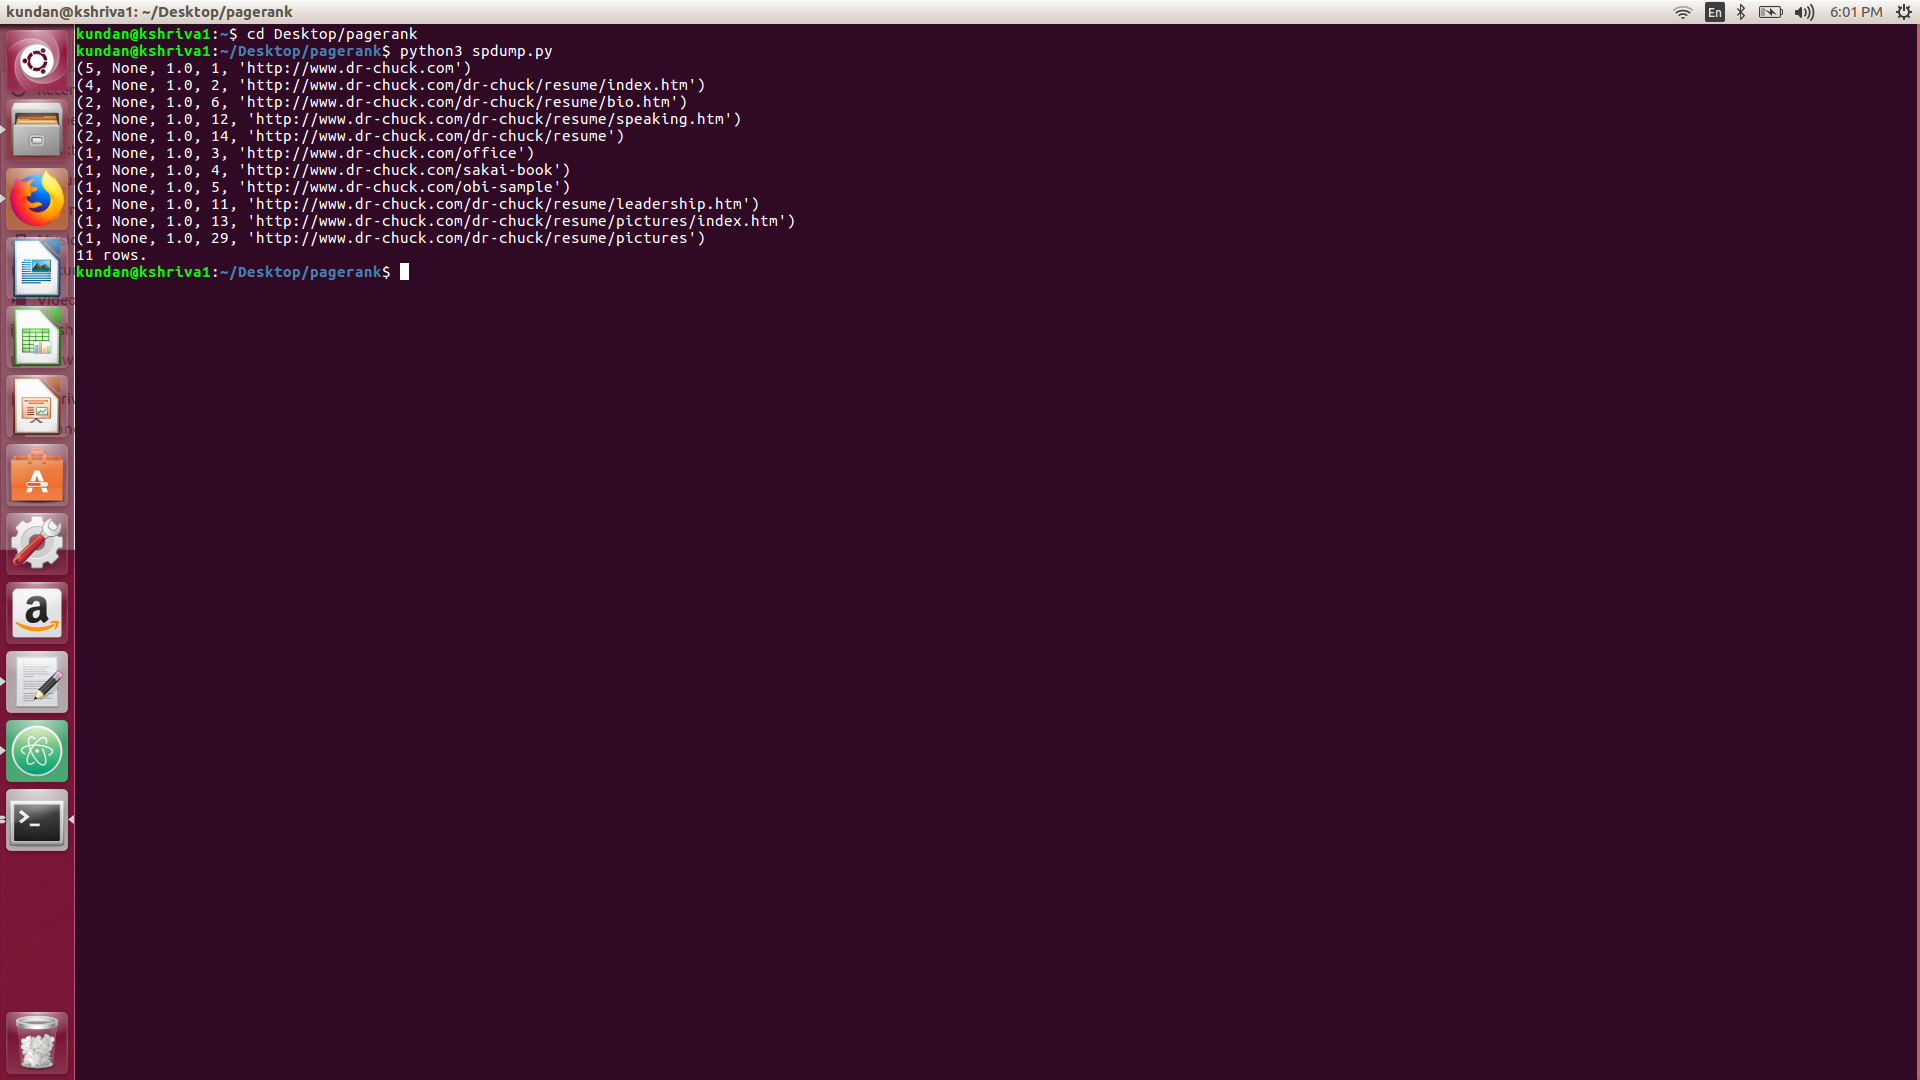 kundan@kshriva1: ~/Desktop/pagerank
En
6:01 PM
kundan@kshriva1:~$ cd Desktop/pagerank
kundan@kshriva1:~/Desktop/pagerank$ python3 spdump.py
(5, None, 1.0, 1, 'http://www.dr-chuck.com')
(4, None, 1.0, 2, 'http://www.dr-chuck.com/dr-chuck/resume/index.htm')
(2, None, 1.0, 6, 'http://www.dr-chuck.com/dr-chuck/resume/bio.htm')
(2, None, 1.0, 12, 'http://www.dr-chuck.com/dr-chuck/resume/speaking.htm')
(2, None, 1.0, 14, 'http://www.dr-chuck.com/dr-chuck/resume')
(1, None, 1.0, 3, 'http://www.dr-chuck.com/office')
(1, None, 1.0, 4, 'http://www.dr-chuck.com/sakai-book')
(1, None, 1.0, 5, 'http://www.dr-chuck.com/obi-sample')
(1, None, 1.0, 11, 'http://www.dr-chuck.com/dr-chuck/resume/leadership.htm')
(1, None, 1.0, 13, 'http://www.dr-chuck.com/dr-chuck/resume/pictures/index.htm')
(1, None, 1.0, 29, 'http://www.dr-chuck.com/dr-chuck/resume/pictures')
11 rows.
kundan@kshriva1:~/Desktop/pagerank$